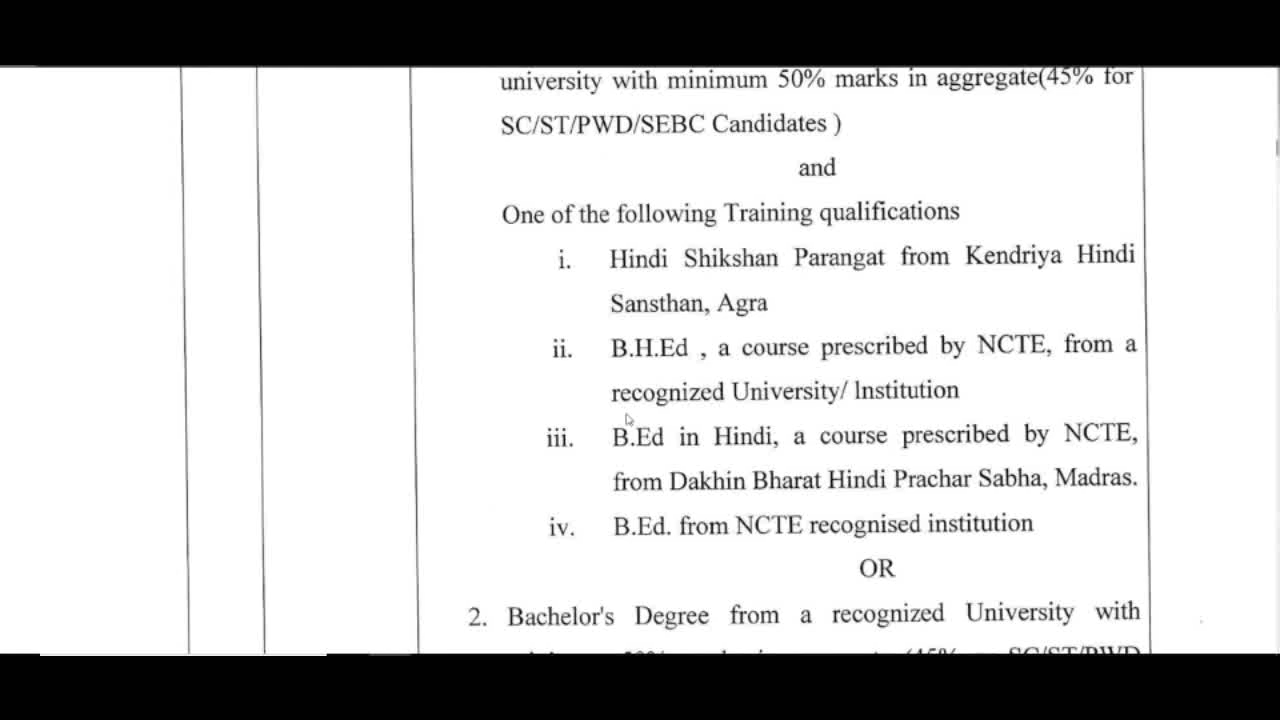 university with minimum 50% marks in aggregate(45% for
SC/ST/PWD/SEBC Candidates )
and
One of the following Training qualifications
i. Hindi Shikshan Parangat from Kendriya Hindi
Sansthan, Agra
ii. B.H.Ed , a course prescribed by NCTE, from a
recognized University/ Institution
iii. B.Ed in Hindi, a course prescribed by NCTE,
from Dakhin Bharat Hindi Prachar Sabha, Madras.
iv. B.Ed. from NCTE recognised institution
OR
2. Bachelor's Degree from a recognized University with